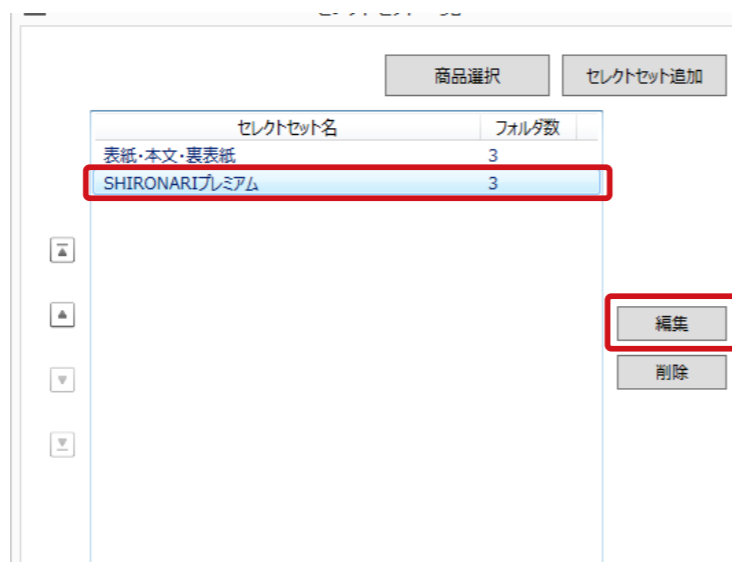 商品選択
セレクトセット追加
セレクトセット名 フォルダ数
表紙・本文・裏表紙 3
SHIRONARIプレミアム 3
編集
削除